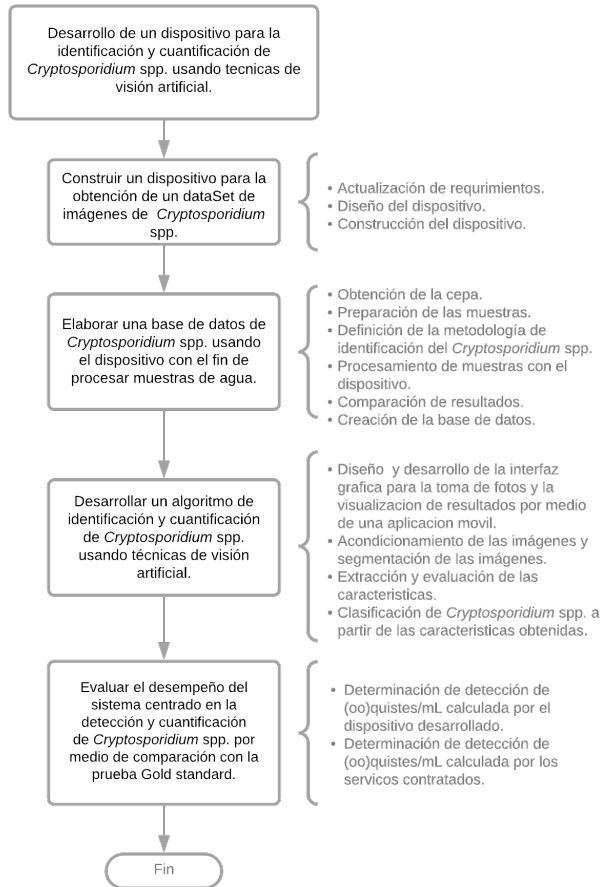 Desarrollo de un dispositivo para la
identificación y cuantificación de
Cryptosporidium spp. usando tecnicas de
visión artificial.
Construir un dispositivo para la
obtención de un dataSet de
imágenes de Cryptosporidium
spp.
• Actualización de requrimientos.
• Diseño del dispositivo.
• Construcción del dispositivo.
Elaborar una base de datos de
Cryptosporidium spp. usando
el dispositivo con el fin de
procesar muestras de agua.
• Obtención de la cepa.
• Preparación de las muestras.
• Definición de la metodología de
identificación del Cryptosporidium spp.
• Procesamiento de muestras con el
dispositivo.
• Comparación de resultados.
• Creación de la base de datos.
Desarrollar un algoritmo de
identificación y cuantificación
de Cryptosporidium spp.
usando técnicas de visión
artificial.
• Diseño y desarrollo de la interfaz
grafica para la toma de fotos y la
visualizacion de resultados por medio
de una aplicacion movil.
• Acondicionamiento de las imágenes y
segmentación de las imágenes.
• Extracción y evaluación de las
caracteristicas.
• Clasificación de Cryptosporidium spp. a
partir de las caracteristicas obtenidas.
Evaluar el desempeño del
sistema centrado en la
detección y cuantificación
de Cryptosporidium spp. por
medio de comparación con la
prueba Gold standard.
• Determinación de detección de
(oo)quistes/mL calculada por el
dispositivo desarrollado.
• Determinación de detección de
(oo)quistes/mL calculada por los
servicos contratados.
Fin